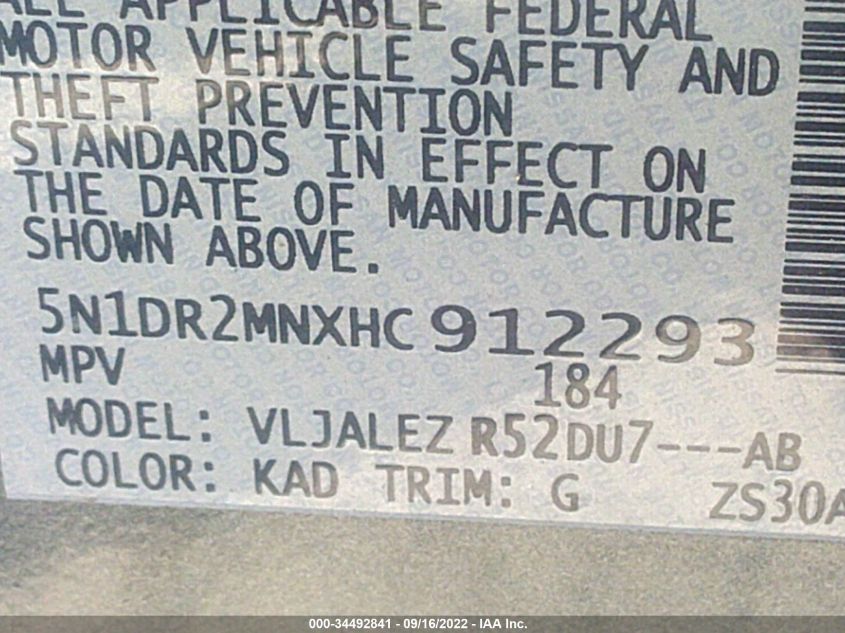 ALL APPLICABLE FEDERAL
MOTOR VEHICLE SAFETY AND
THEFT PREVENTION
STANDARDS IN EFFECT ON
THE DATE OF MANUFACTURE
SHOWN ABOVE.
5N1DR2MNXHC912293
MPV 184
MODEL: VLJALEZ R52DU7---AB
COLOR: KAD TRIM: G ZS30A
000-34492841 - 09/16/2022 - IAA Inc.